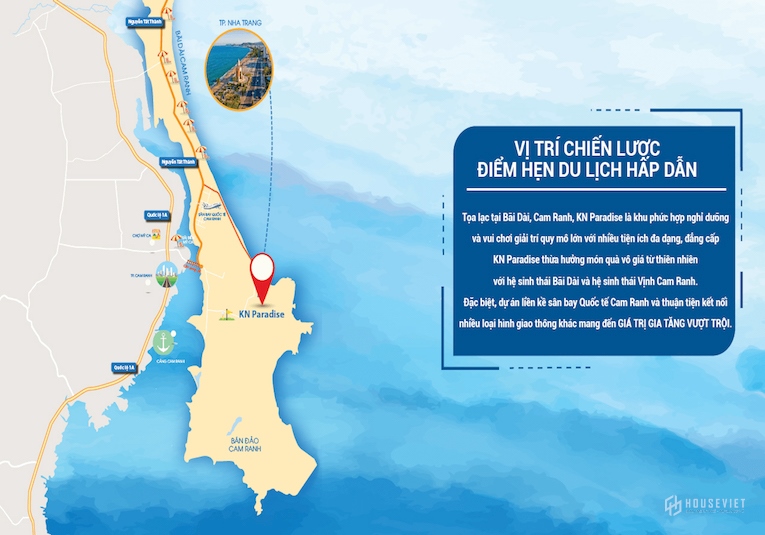 Nguyễn Tất Thành
BÃI DÀI CAM RANH
TP. NHA TRANG
Nguyễn Tất Thành
Quốc lộ 1A
SÂN BAY QUỐC TẾ
CAM RANH
TP. CAM RANH
KN Paradise
CẢNG CAM RANH
Quốc lộ 1A
BÁN ĐẢO
CAM RANH
VỊ TRÍ CHIẾN LƯỢC
ĐIỂM HẸN DU LỊCH HẤP DẪN
Tọa lạc tại Bãi Dài, Cam Ranh, KN Paradise là khu phức hợp nghỉ dưỡng
và vui chơi giải trí quy mô lớn với nhiều tiện ích đa dạng, đẳng cấp
KN Paradise thừa hưởng món quà vô giá từ thiên nhiên
với hệ sinh thái Bãi Dài và hệ sinh thái Vịnh Cam Ranh.
Đặc biệt, dự án liền kề sân bay Quốc tế Cam Ranh và thuận tiện kết nối
nhiều loại hình giao thông khác mang đến GIÁ TRỊ GIA TĂNG VƯỢT TRỘI.
HOUSEVIET